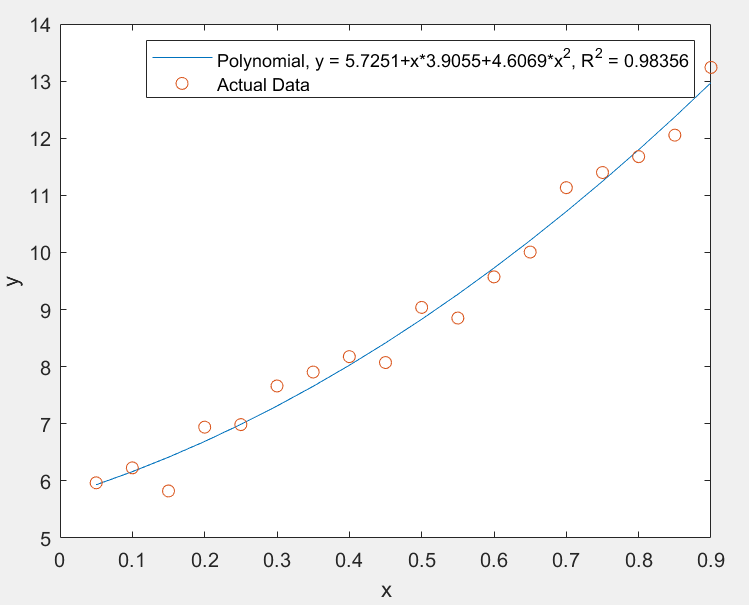 Polynomial, y = 5.7251+x*3.9055+4.6069*x², R² = 0.98356
Actual Data
14
13
12
11
10
9
8
7
6
5
y
0 0.1 0.2 0.3 0.4 0.5 0.6 0.7 0.8 0.9
x